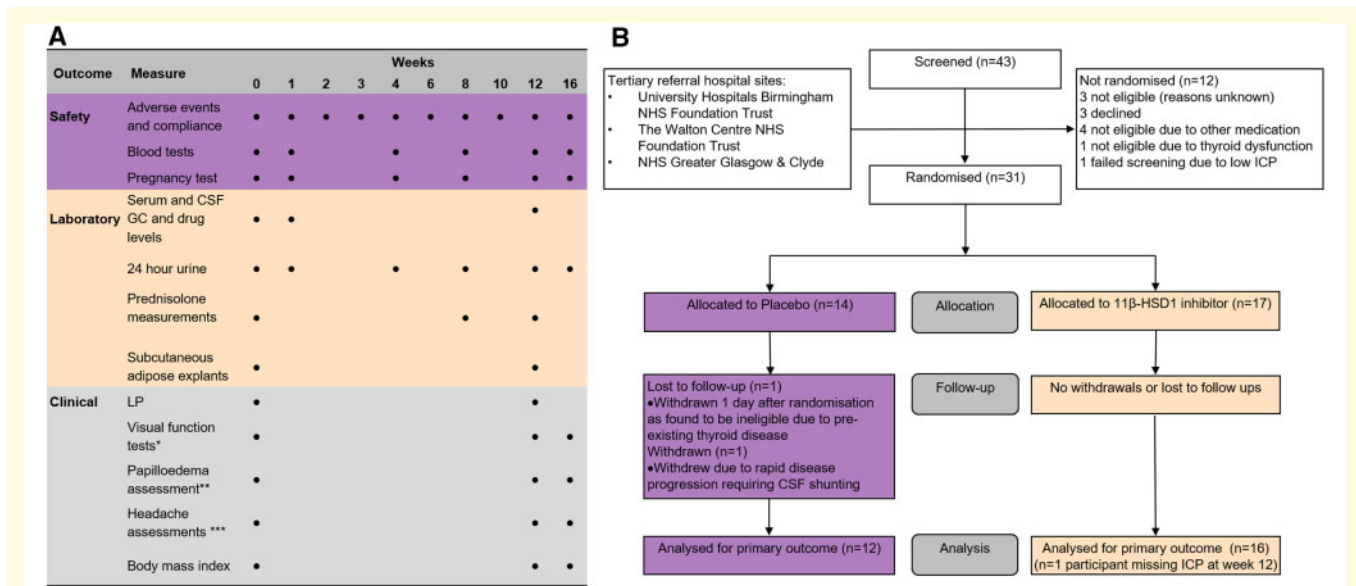 A
Outcome Measure Weeks
0 1 2 3 4 6 8 10 12 16
Safety Adverse events
and compliance • • • • • • • • • •
Blood tests • • • • • •
Pregnancy test • • • • • •
Laboratory Serum and CSF
GC and drug
levels • • •
24 hour urine • • • • • •
Prednisolone
measurements • • •
Subcutaneous
adipose explants • •
Clinical LP • •
Visual function
tests* • • •
Papilloedema
assessment** • • •
Headache
assessments *** • • •
Body mass index • • •
B
Screened (n=43)
Tertiary referral hospital sites:
• University Hospitals Birmingham
NHS Foundation Trust
• The Walton Centre NHS
Foundation Trust
• NHS Greater Glasgow & Clyde
Not randomised (n=12)
3 not eligible (reasons unknown)
3 declined
4 not eligible due to other medication
1 not eligible due to thyroid dysfunction
1 failed screening due to low ICP
Randomised (n=31)
Allocated to Placebo (n=14)
Allocation
Allocated to 11β-HSD1 inhibitor (n=17)
Lost to follow-up (n=1)
•Withdrawn 1 day after randomisation
as found to be ineligible due to pre-
existing thyroid disease
Withdrawn (n=1)
•Withdrew due to rapid disease
progression requiring CSF shunting
Follow-up
No withdrawals or lost to follow ups
Analysed for primary outcome (n=12)
Analysis
Analysed for primary outcome (n=16)
(n=1 participant missing ICP at week 12)